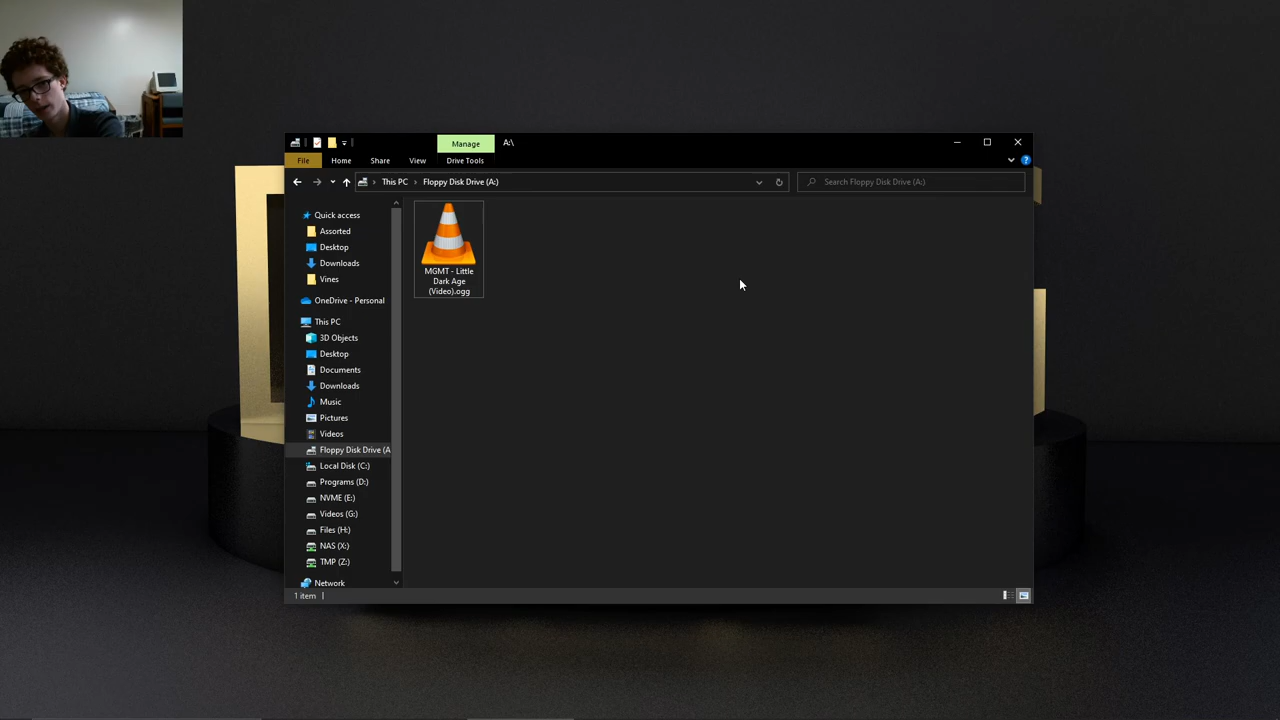 Manage
A:\
File
Home
Share
View
Drive Tools
This PC
Floppy Disk Drive (A:)
Search Floppy Disk Drive (A:)
Quick access
Assorted
Desktop
Downloads
Vines
OneDrive - Personal
This PC
3D Objects
Desktop
Documents
Downloads
Music
Pictures
Videos
Floppy Disk Drive (A
Local Disk (C:)
Programs (D:)
NVME (E:)
Videos (G:)
Files (H:)
NAS (X:)
TMP (Z:)
Network
MGMT - Little
Dark Age
(Video).ogg
1 item